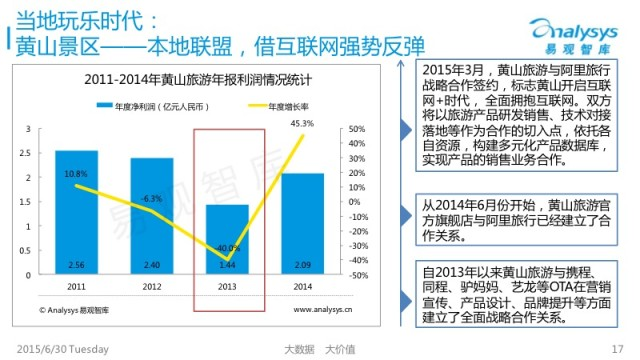 当地玩乐时代：
黄山景区——本地联盟，借互联网强势反弹
analysys
易观智库
2011-2014年黄山旅游年报利润情况统计
年度净利润（亿元人民币）
年度增长率
3
2.5
2
1.5
1
0.5
0
10.8%
-6.3%
-40.0%
45.3%
2.56
2.40
1.44
2.09
50%
40%
30%
20%
10%
0%
-10%
-20%
-30%
-40%
-50%
2011
2012
2013
2014
易观智库
© Analysys易观智库
www.analysys.cn
2015年3月，黄山旅游与阿里旅行
战略合作签约，标志黄山开启互联
网+时代，全面拥抱互联网。双方
将以旅游产品研发销售、技术对接
落地等作为合作的切入点，依托各
自资源，构建多元化产品数据库，
实现产品的销售业务合作。
从2014年6月份开始，黄山旅游官
方旗舰店与阿里旅行已经建立了合
作关系。
自2013年以来黄山旅游与携程、
同程、驴妈妈、艺龙等OTA在营销
宣传、产品设计、品牌提升等方面
建立了全面战略合作关系。
2015/6/30 Tuesday
大数据 大价值
17